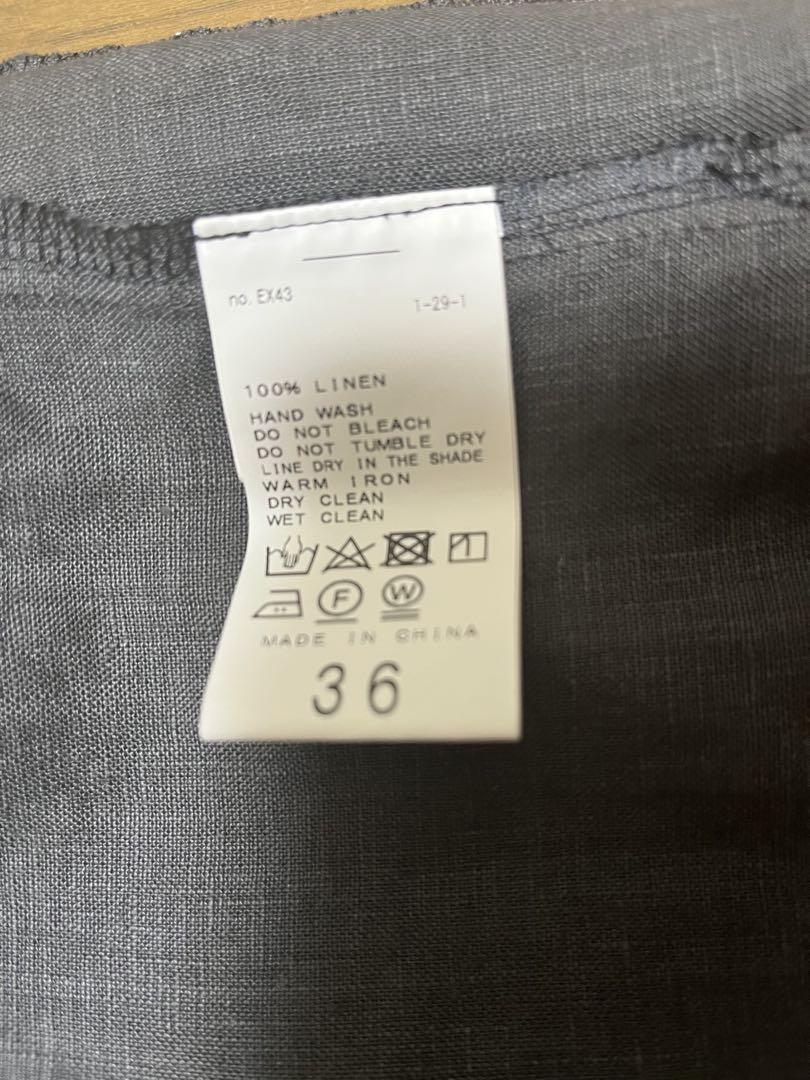 no. EX43
1-29-1
100% LINEN
HAND WASH
DO NOT BLEACH
DO NOT TUMBLE DRY
LINE DRY IN THE SHADE
WARM IRON
DRY CLEAN
WET CLEAN
F W
MADE IN CHINA
36